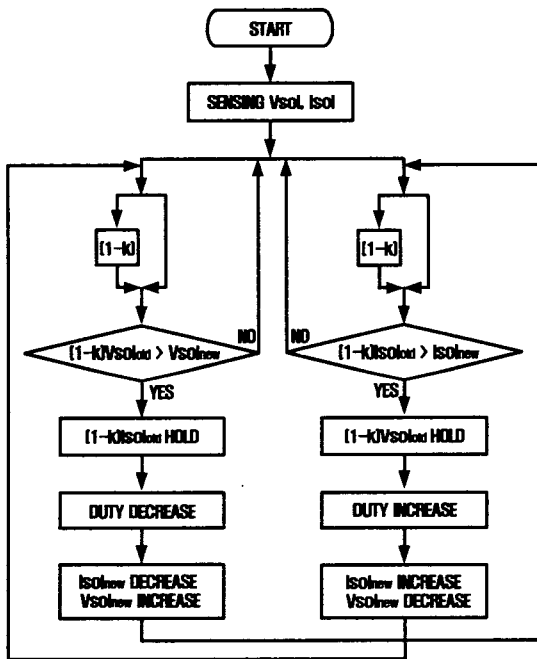 START
SENSING Vsol, Isol
(1-k)
(1-k)
(1-k)Vsolold > Vsolnew
NO
NO
(1-k)Isolold > Isolnew
YES
YES
(1-k)Isolold HOLD
(1-k)Vsolold HOLD
DUTY DECREASE
DUTY INCREASE
Isolnew DECREASE
Vsolnew INCREASE
Isolnew INCREASE
Vsolnew DECREASE